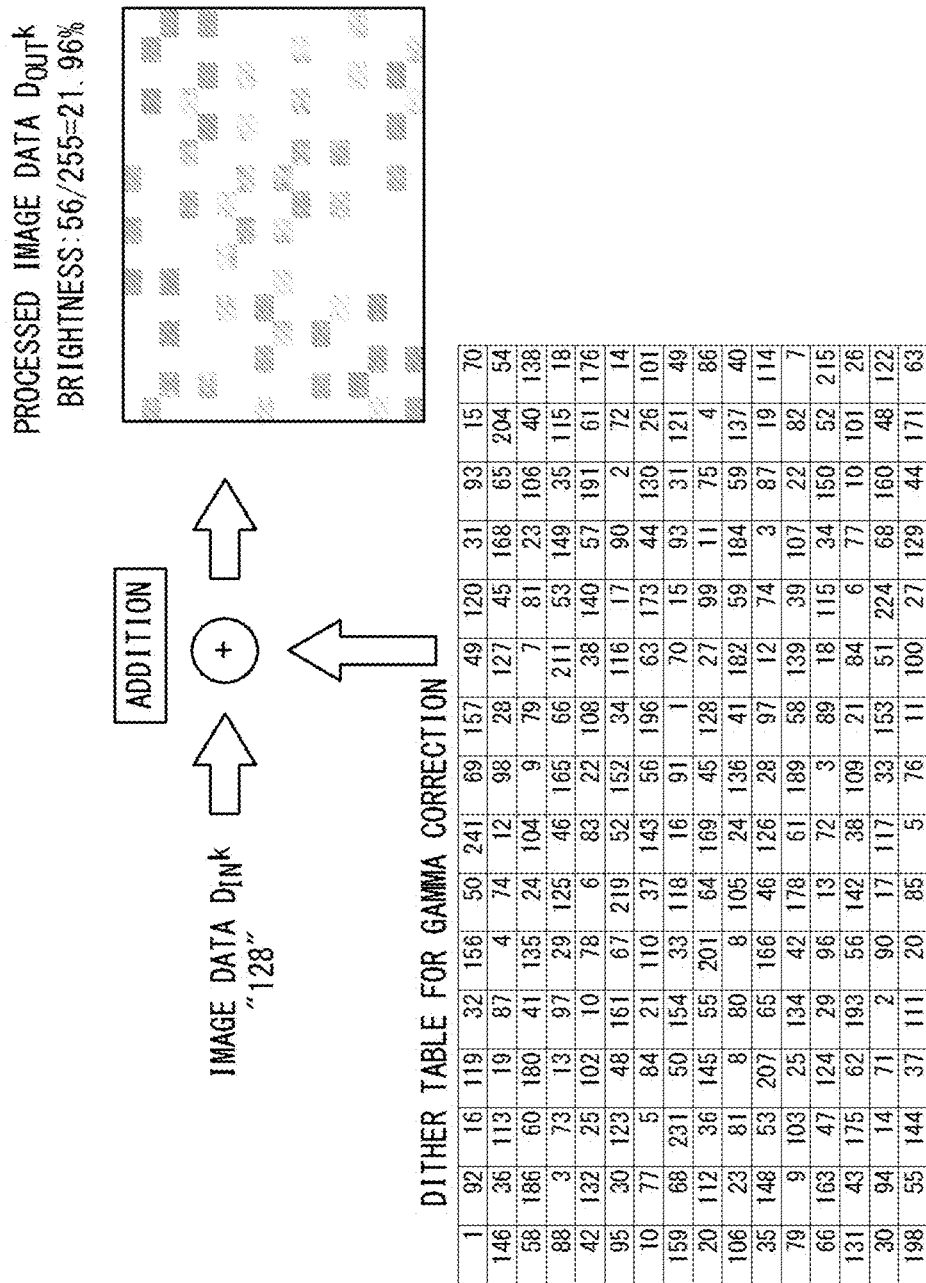 PROCESSED IMAGE DATA DOUTk
BRIGHTNESS:56/255=21.96%
ADDITION
+
IMAGE DATA DINk
"128"
DITHER TABLE FOR GAMMA CORRECTION
1 92 16 119 32 156 50 241 69 157 49 120 31 93 15 70
146 36 113 19 87 4 74 12 98 28 127 45 168 65 204 54
58 186 60 180 41 135 24 104 9 79 7 81 23 106 40 138
88 3 73 13 97 29 125 46 165 66 211 53 149 35 115 18
42 132 25 102 10 78 6 83 22 108 38 140 57 191 61 176
95 30 123 48 161 67 219 52 152 34 116 17 90 2 72 14
10 77 5 84 21 110 37 143 56 196 63 173 44 130 26 101
159 68 231 50 154 33 118 16 91 1 70 15 93 31 121 49
20 112 36 145 55 201 64 169 45 128 27 99 11 75 4 86
106 23 81 8 80 8 105 24 136 41 182 59 184 59 137 40
35 148 53 207 65 166 46 126 28 97 12 74 3 87 19 114
79 9 103 25 134 42 178 61 189 58 139 39 107 22 82 7
66 163 47 124 29 96 13 72 3 89 18 115 34 150 52 215
131 43 175 62 193 56 142 38 109 21 84 6 77 10 101 26
30 94 14 71 2 90 17 117 33 153 51 224 68 160 48 122
198 55 144 37 111 20 85 5 76 11 100 27 129 44 171 63